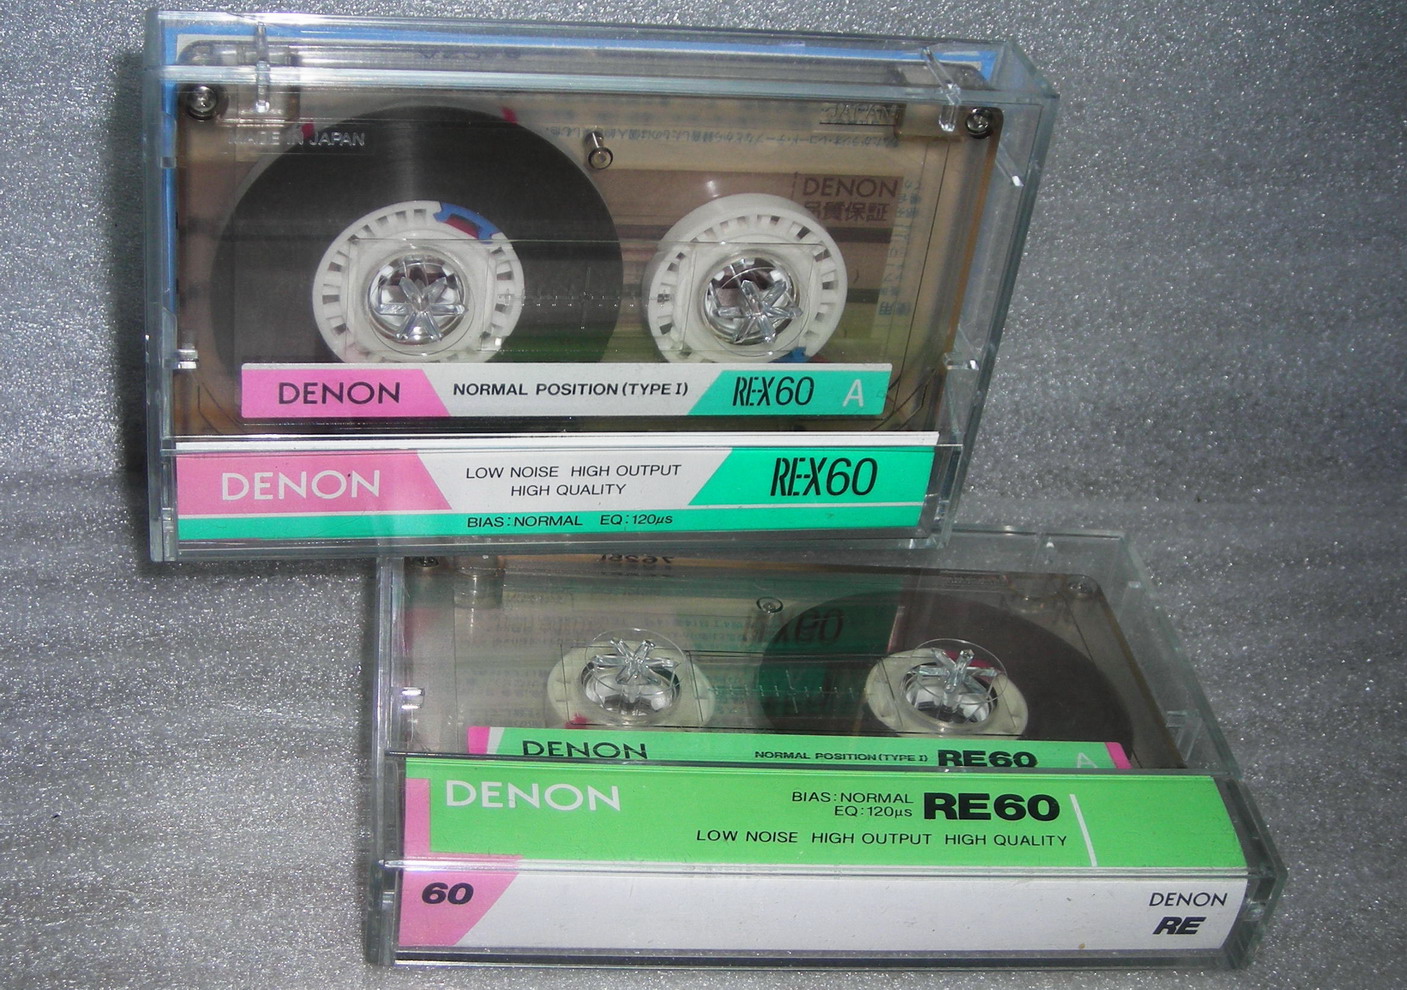 MADE IN JAPAN
JAPAN
DENON
品質保証
DENON NORMAL POSITION (TYPE I) RE-X60 A
DENON LOW NOISE HIGH OUTPUT RE-X60
HIGH QUALITY
BIAS:NORMAL EQ:120μs
DENON NORMAL POSITION (TYPE I) RE60 A
DENON BIAS:NORMAL RE60
EQ:120μs
LOW NOISE HIGH OUTPUT HIGH QUALITY
60 DENON
RE